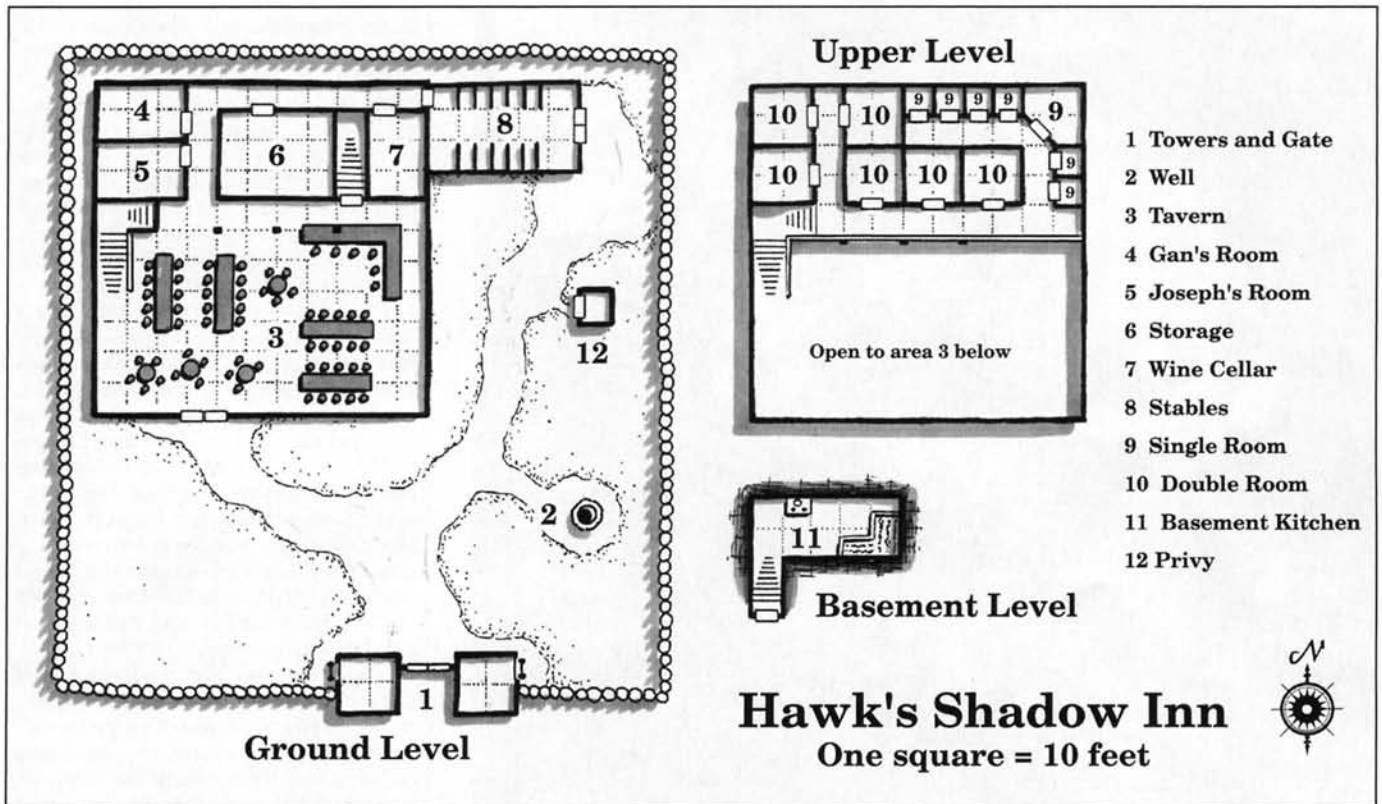 4
5
6
7
8
3
12
2
1
Ground Level
Upper Level
10
10
9
9
9
9
9
10
10
10
10
9
9
Open to area 3 below
11
Basement Level
1 Towers and Gate
2 Well
3 Tavern
4 Gan's Room
5 Joseph's Room
6 Storage
7 Wine Cellar
8 Stables
9 Single Room
10 Double Room
11 Basement Kitchen
12 Privy
N
Hawk's Shadow Inn
One square = 10 feet